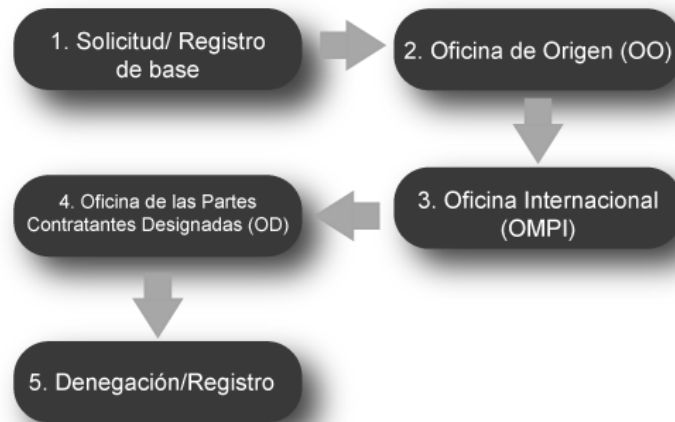 1. Solicitud/ Registro
de base
2. Oficina de Origen (OO)
3. Oficina Internacional
(OMPI)
4. Oficina de las Partes
Contratantes Designadas (OD)
5. Denegación/Registro